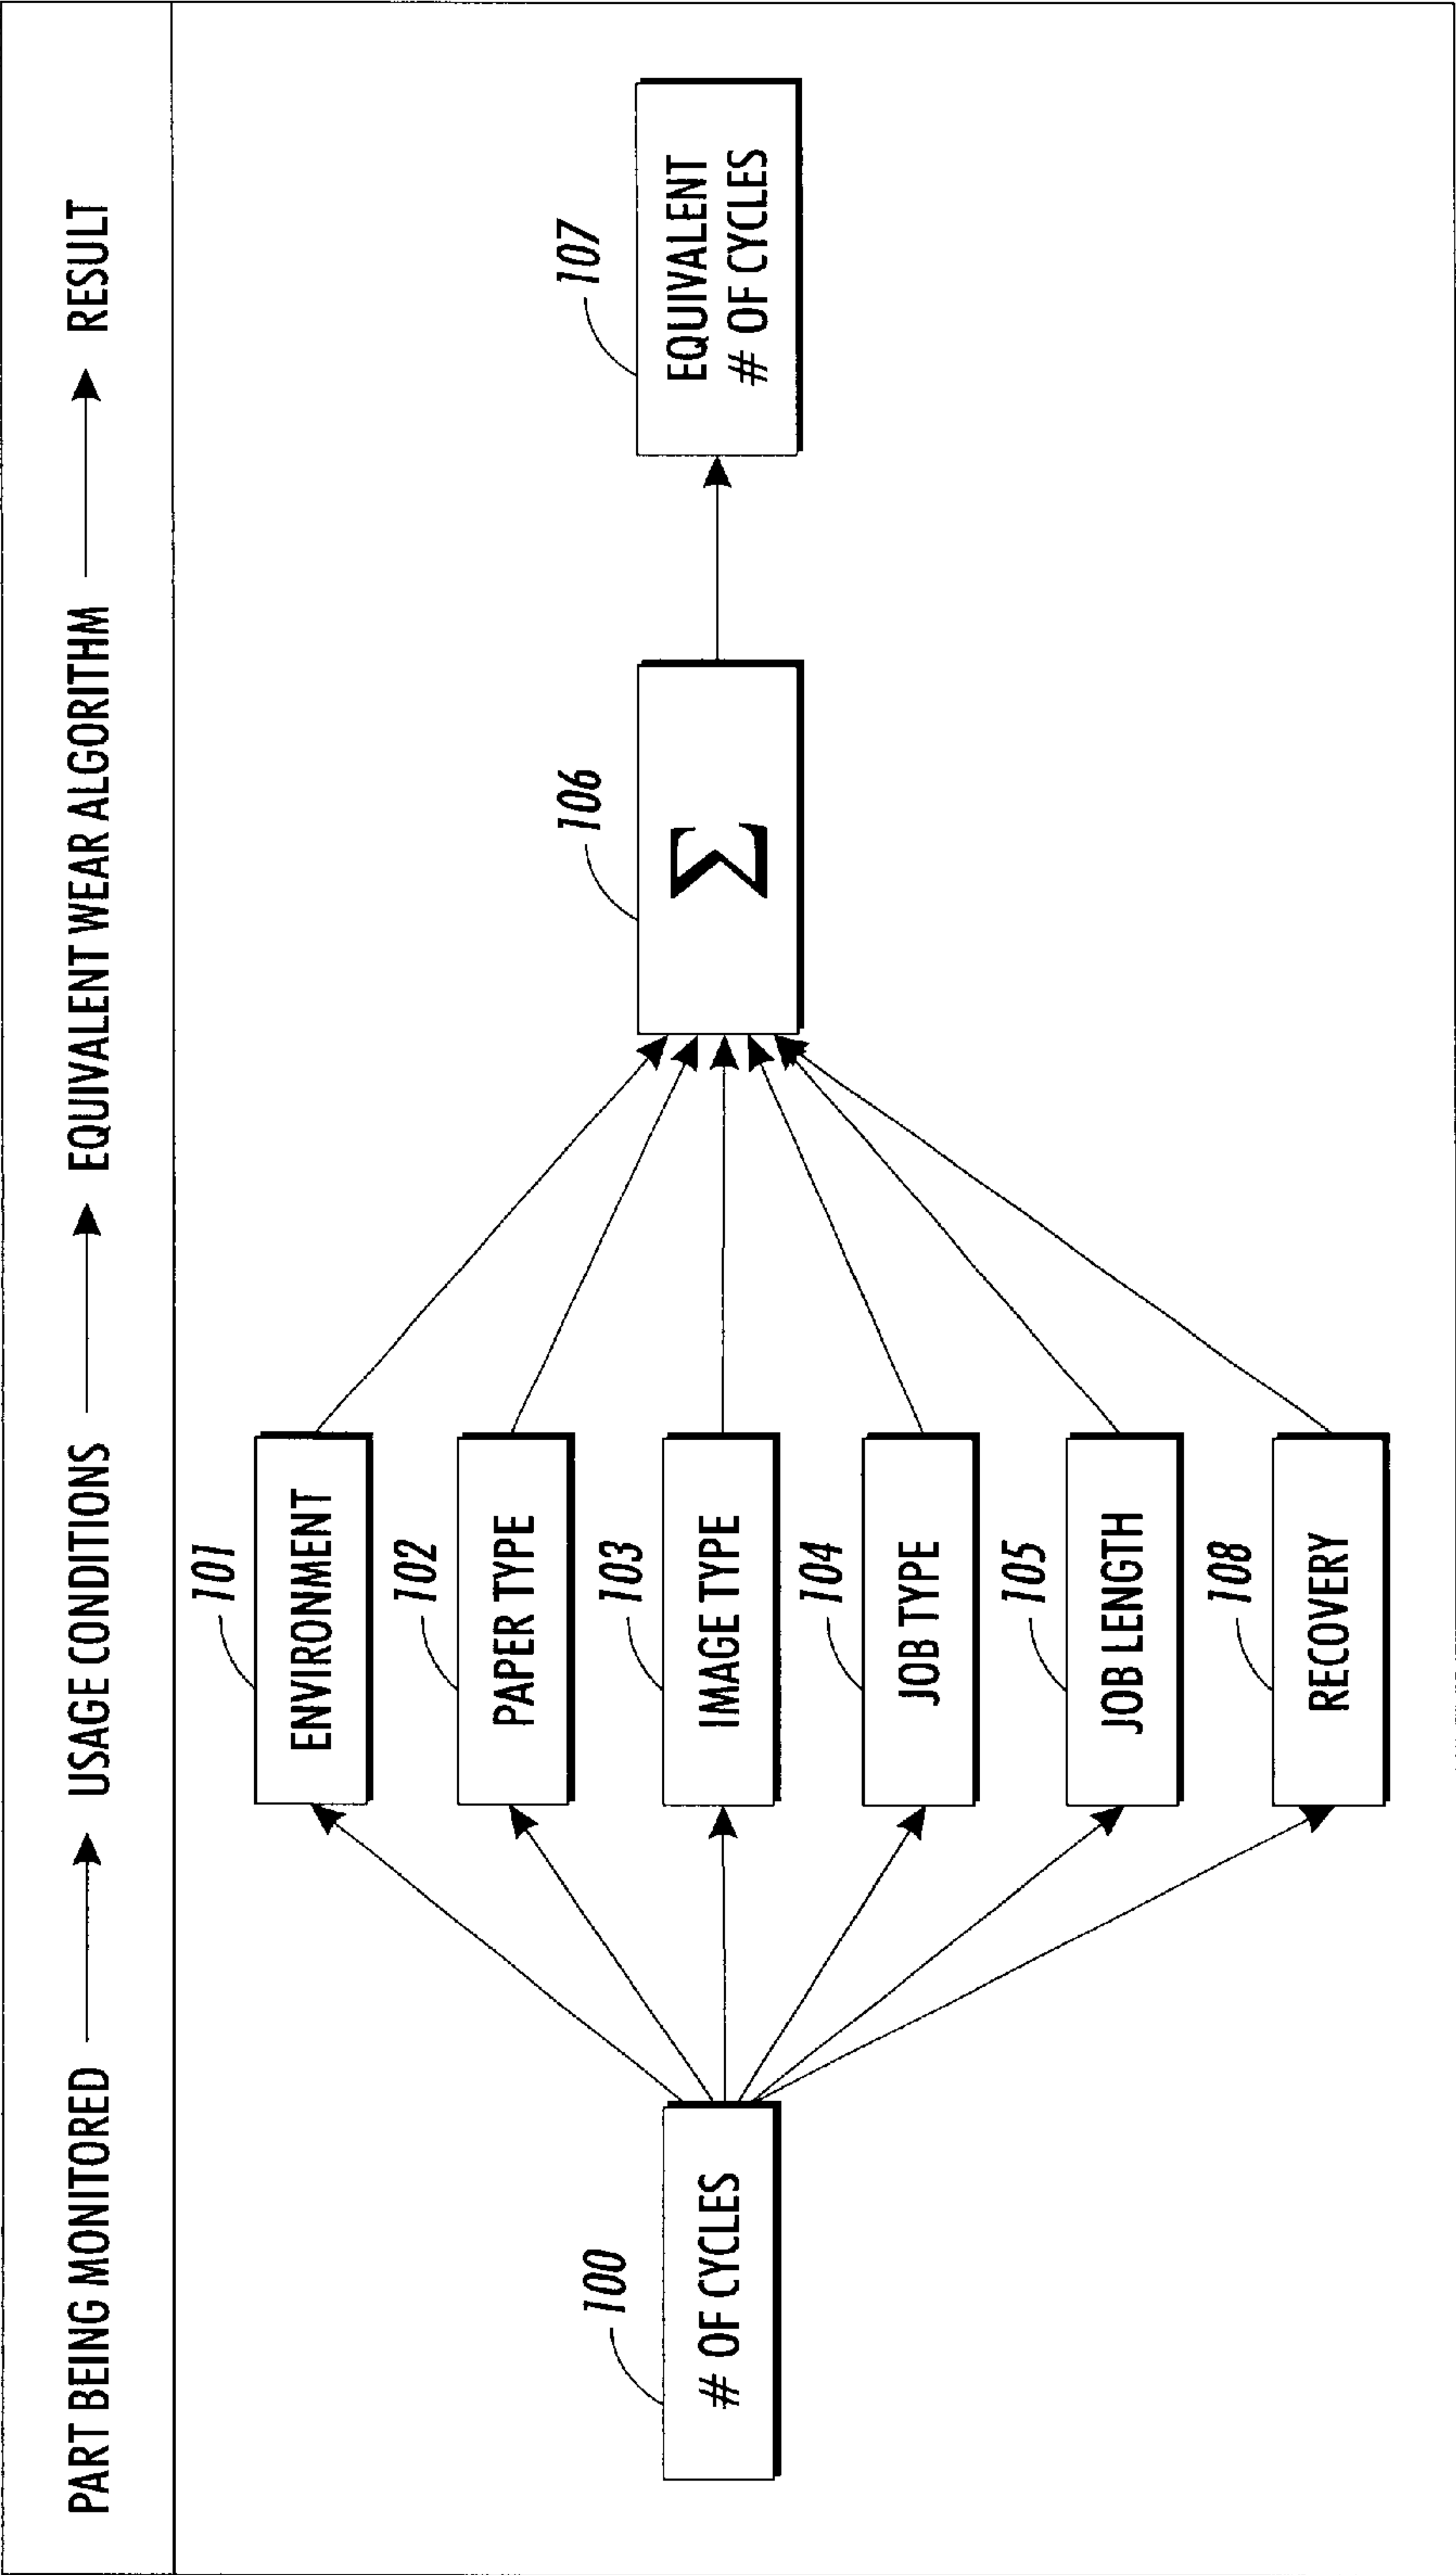 PART BEING MONITORED → USAGE CONDITIONS → EQUIVALENT WEAR ALGORITHM → RESULT
100
# OF CYCLES
101
ENVIRONMENT
102
PAPER TYPE
103
IMAGE TYPE
104
JOB TYPE
105
JOB LENGTH
108
RECOVERY
106
Σ
107
EQUIVALENT
# OF CYCLES